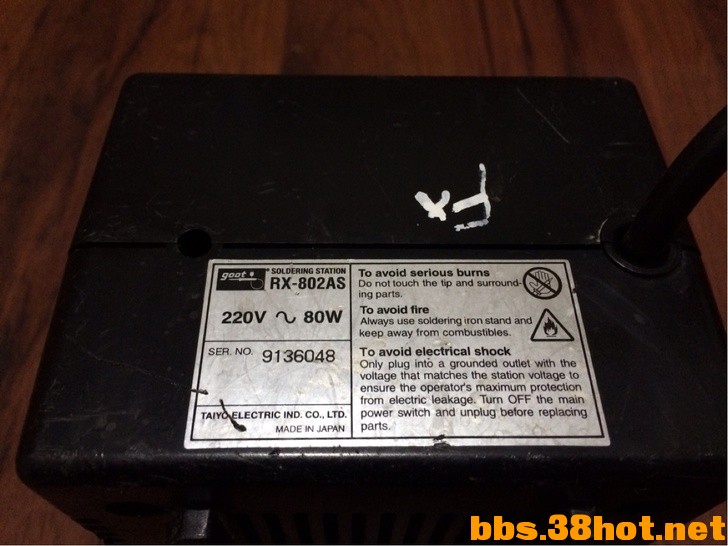 goot
SOLDERING STATION
RX-802AS
220V ～ 80W
SER. NO. 9136048
TAIYO ELECTRIC IND. CO., LTD.
MADE IN JAPAN
To avoid serious burns
Do not touch the tip and surround-
ing parts.
To avoid fire
Always use soldering iron stand and
keep away from combustibles.
To avoid electrical shock
Only plug into a grounded outlet with the
voltage that matches the station voltage to
ensure the operator's maximum protection
from electric leakage. Turn OFF the main
power switch and unplug before replacing
parts.
bbs.38hot.net